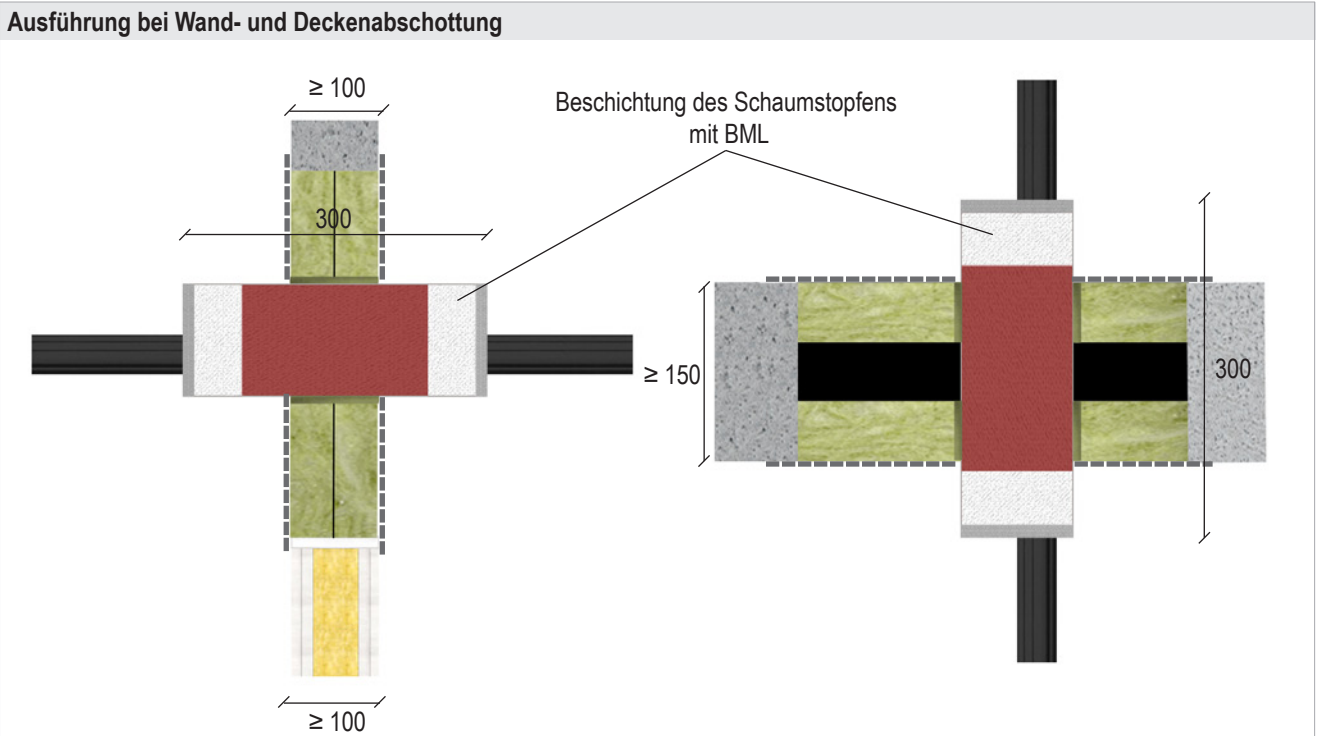 Ausführung bei Wand- und Deckenabschottung
≥ 100
Beschichtung des Schaumstopfens
mit BML
300
≥ 150
300
≥ 100